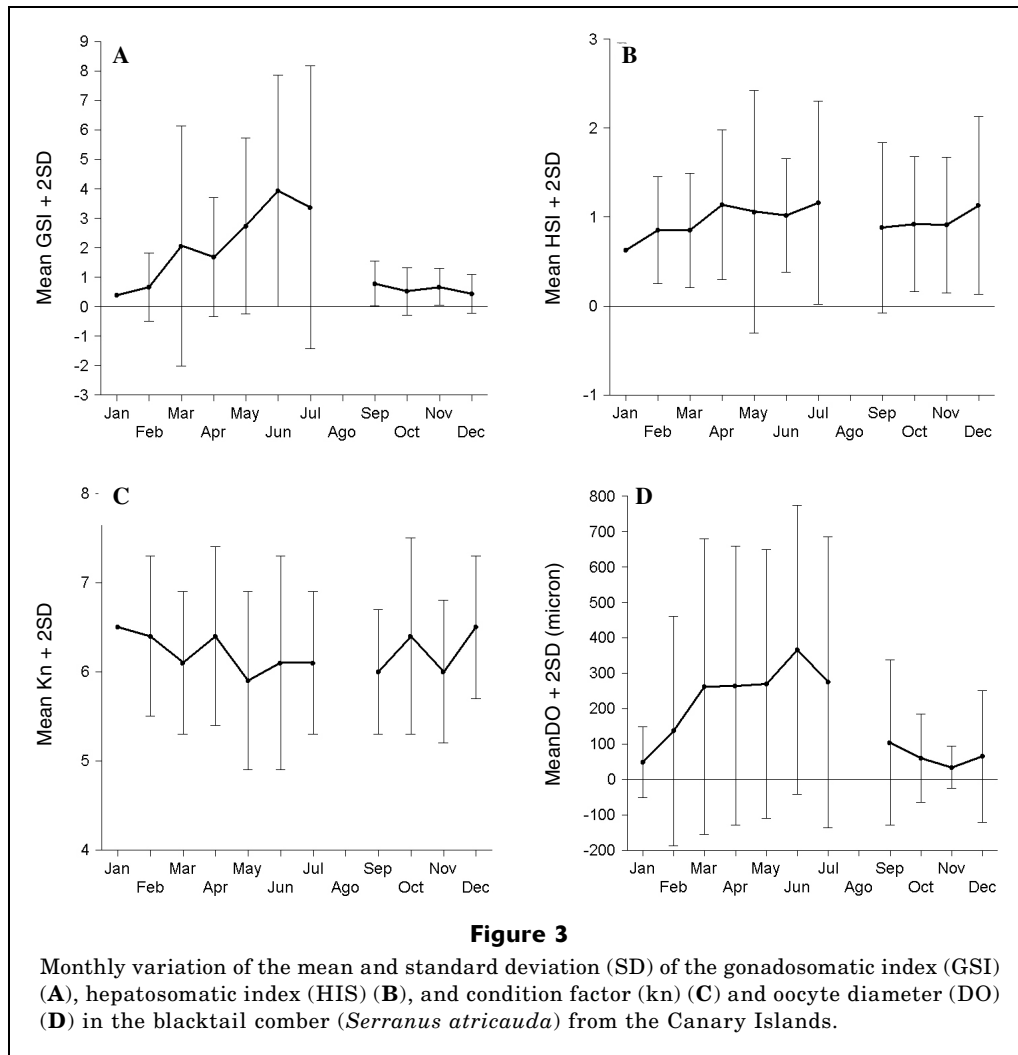 A
Mean GSI + 2SD
9
8
7
6
5
4
3
2
1
0
-1
-2
-3
Jan Mar May Jul Sep Nov
Feb Apr Jun Ago Oct Dec
B
Mean HSI + 2SD
3
2
1
0
-1
Jan Mar May Jul Sep Nov
Feb Apr Jun Ago Oct Dec
C
Mean Kn + 2SD
8
7
6
5
4
Jan Mar May Jul Sep Nov
Feb Apr Jun Ago Oct Dec
D
MeanDO + 2SD (micron)
800
700
600
500
400
300
200
100
0
-100
-200
Jan Mar May Jul Sep Nov
Feb Apr Jun Ago Oct Dec
Figure 3
Monthly variation of the mean and standard deviation (SD) of the gonadosomatic index (GSI)
(A), hepatosomatic index (HIS) (B), and condition factor (kn) (C) and oocyte diameter (DO)
(D) in the blacktail comber (Serranus atricauda) from the Canary Islands.